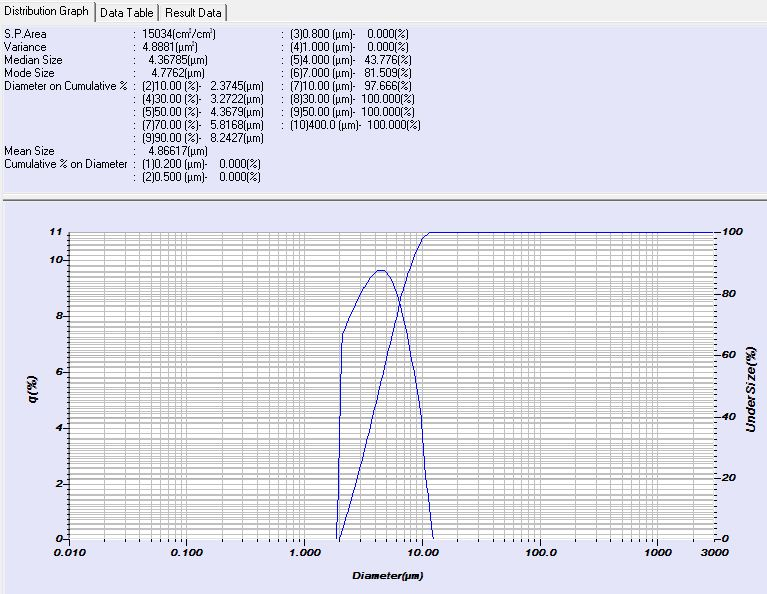 Distribution Graph Data Table Result Data
S.P.Area : 15034(cm²/cm³) : (3)0.800 (µm)- 0.000(%)
Variance : 4.8881(µm²) : (4)1.000 (µm)- 0.000(%)
Median Size : 4.36785(µm) : (5)4.000 (µm)- 43.776(%)
Mode Size : 4.7762(µm) : (6)7.000 (µm)- 81.509(%)
Diameter on Cumulative % : (2)10.00 (%)- 2.3745(µm) : (7)10.00 (µm)- 97.666(%)
: (4)30.00 (%)- 3.2722(µm) : (8)30.00 (µm)- 100.000(%)
: (5)50.00 (%)- 4.3679(µm) : (9)50.00 (µm)- 100.000(%)
: (7)70.00 (%)- 5.8168(µm) : (10)400.0 (µm)- 100.000(%)
: (9)90.00 (%)- 8.2427(µm)
Mean Size : 4.86617(µm)
Cumulative % on Diameter : (1)0.200 (µm)- 0.000(%)
: (2)0.500 (µm)- 0.000(%)
11 100
10
80
8
60
6
q(%)
UnderSize(%)
40
4
20
2
0 0
0.010 0.100 1.000 10.00 100.0 1000 3000
Diameter(µm)